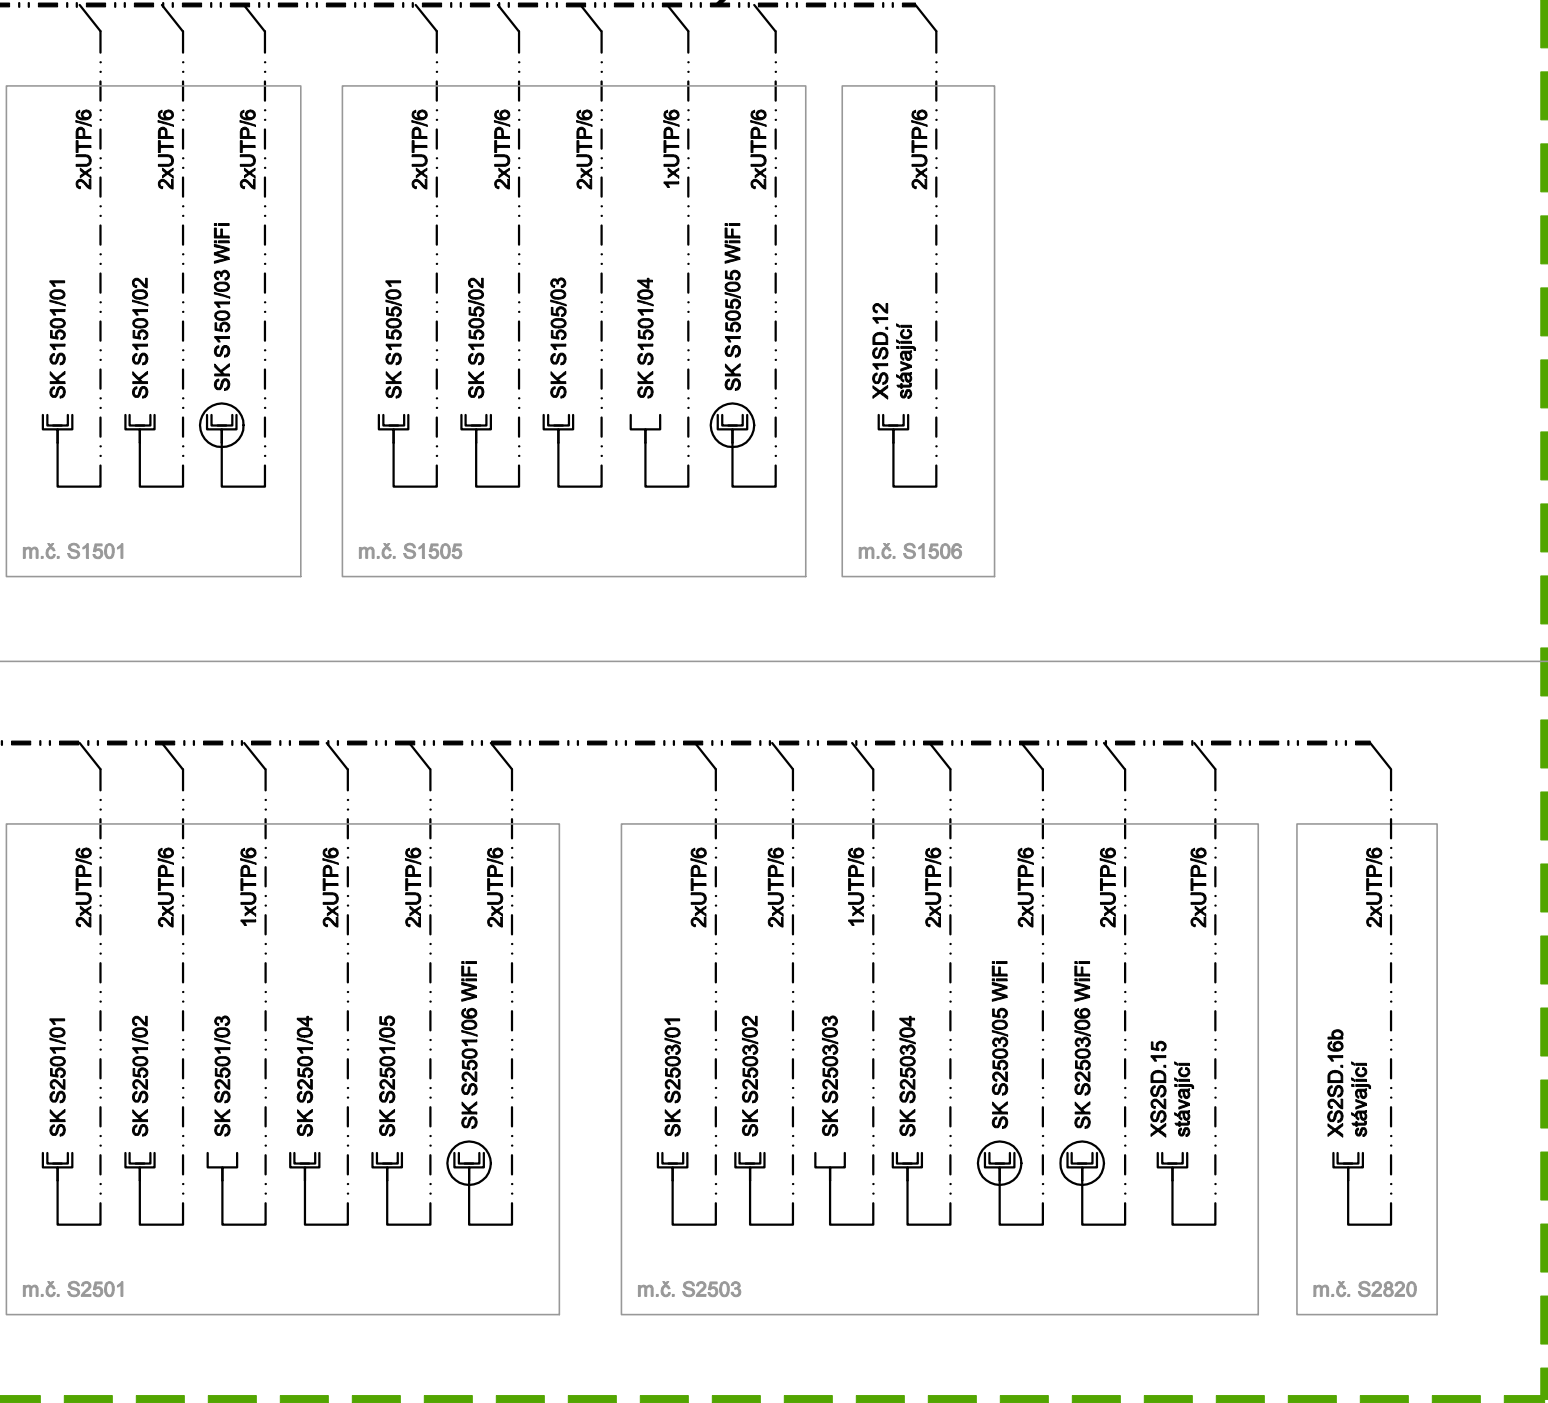 2xUTP/6
2xUTP/6
2xUTP/6
SK S1501/01
SK S1501/02
SK S1501/03 WiFi
m.č. S1501
2xUTP/6
2xUTP/6
2xUTP/6
1xUTP/6
2xUTP/6
SK S1505/01
SK S1505/02
SK S1505/03
SK S1501/04
SK S1505/05 WiFi
m.č. S1505
2xUTP/6
XS1SD.12
stávající
m.č. S1506
2xUTP/6
2xUTP/6
1xUTP/6
2xUTP/6
2xUTP/6
2xUTP/6
SK S2501/01
SK S2501/02
SK S2501/03
SK S2501/04
SK S2501/05
SK S2501/06 WiFi
m.č. S2501
2xUTP/6
2xUTP/6
1xUTP/6
2xUTP/6
2xUTP/6
2xUTP/6
2xUTP/6
SK S2503/01
SK S2503/02
SK S2503/03
SK S2503/04
SK S2503/05 WiFi
SK S2503/06 WiFi
XS2SD.15
stávající
m.č. S2503
2xUTP/6
XS2SD.16b
stávající
m.č. S2820